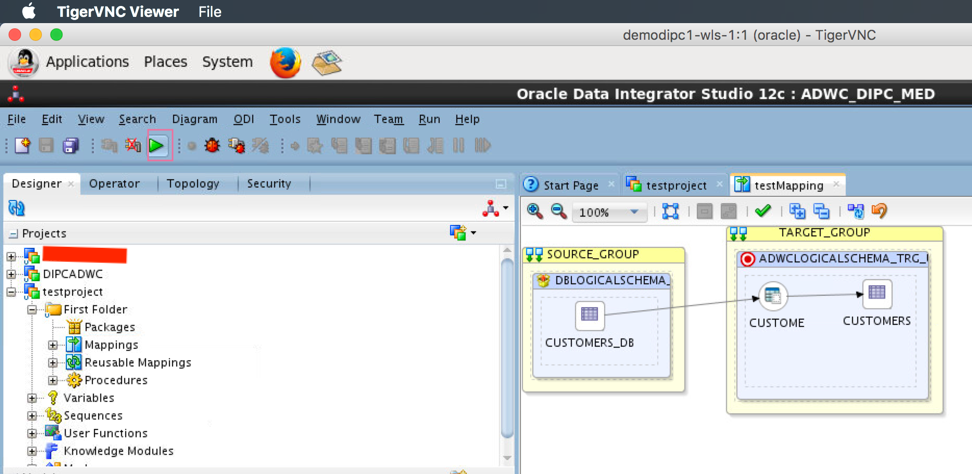 TigerVNC Viewer File
demodipc1-wls-1:1 (oracle) - TigerVNC
Applications Places System
Oracle Data Integrator Studio 12c : ADWC_DIPC_MED
File Edit View Search Diagram ODI Tools Window Team Run Help
Designer Operator Topology Security
Start Page testproject testMapping
100%
Projects
DIPCADWC
testproject
First Folder
Packages
Mappings
Reusable Mappings
Procedures
Variables
Sequences
User Functions
Knowledge Modules
SOURCE_GROUP
DBLOGICALSCHEMA_
CUSTOMERS_DB
TARGET_GROUP
ADWCLOGICALSCHEMA_TRG_
CUSTOME
CUSTOMERS